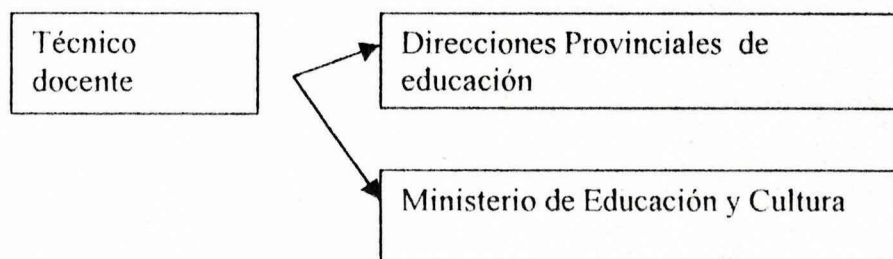 Técnico
docente
Direcciones Provinciales de
educación
Ministerio de Educación y Cultura